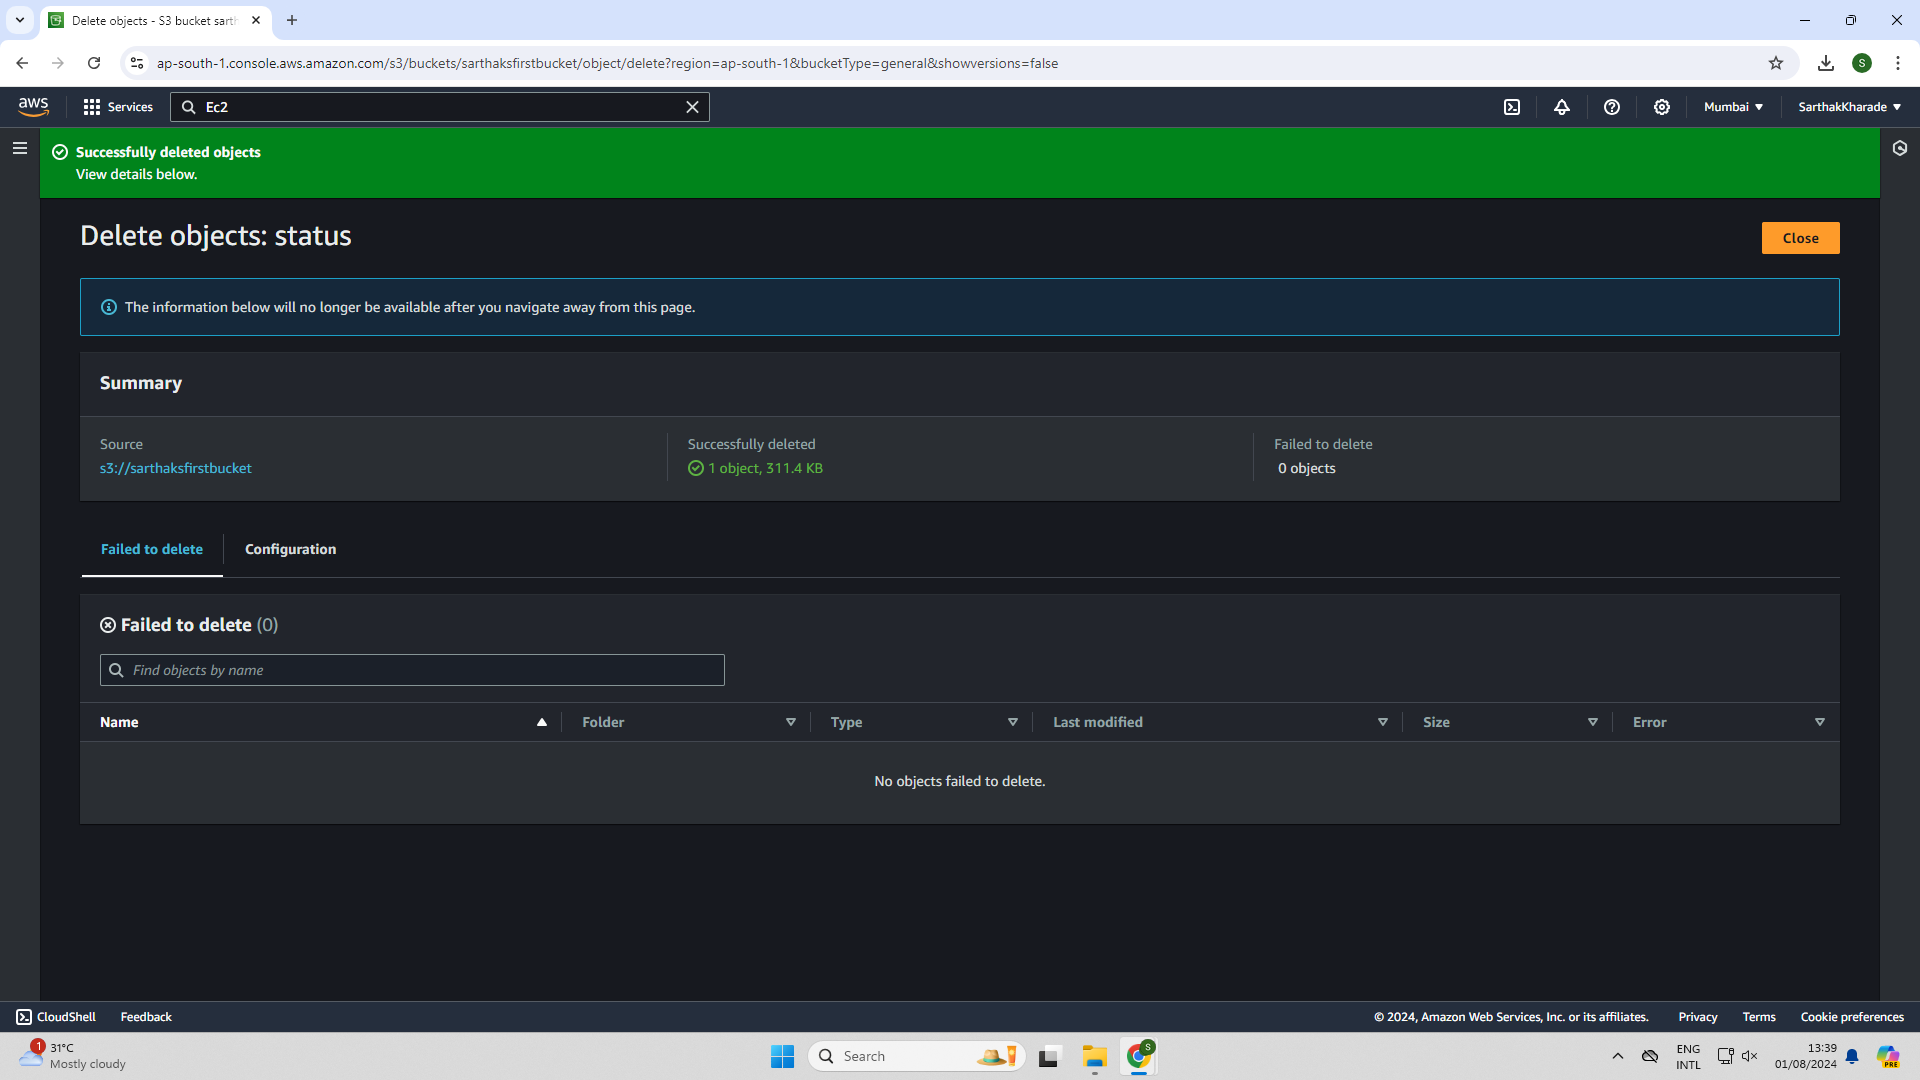 Delete objects - S3 bucket sarth
ap-south-1.console.aws.amazon.com/s3/buckets/sarthaksfirstbucket/object/delete?region=ap-south-1&bucketType=general&showversions=false
S
aws
Services
Ec2
Mumbai
SarthakKharade
Successfully deleted objects
View details below.
Delete objects: status
Close
The information below will no longer be available after you navigate away from this page.
Summary
Source
Successfully deleted
Failed to delete
s3://sarthaksfirstbucket
1 object, 311.4 KB
0 objects
Failed to delete
Configuration
Failed to delete (0)
Find objects by name
Name
Folder
Type
Last modified
Size
Error
No objects failed to delete.
CloudShell
Feedback
© 2024, Amazon Web Services, Inc. or its affiliates.
Privacy
Terms
Cookie preferences
1
31°C
Mostly cloudy
Search
S
ENG
INTL
13:39
01/08/2024
PRE